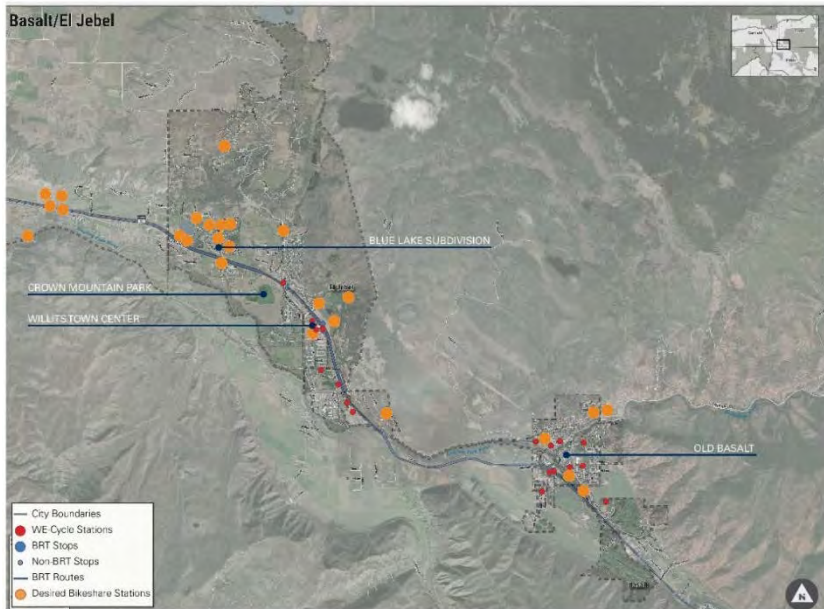 Basalt/El Jebel
BLUE LAKE SUBDIVISION
CROWN MOUNTAIN PARK
WILLITS TOWN CENTER
OLD BASALT
City Boundaries
WE-Cycle Stations
BRT Stops
Non-BRT Stops
BRT Routes
Desired Bikeshare Stations
N